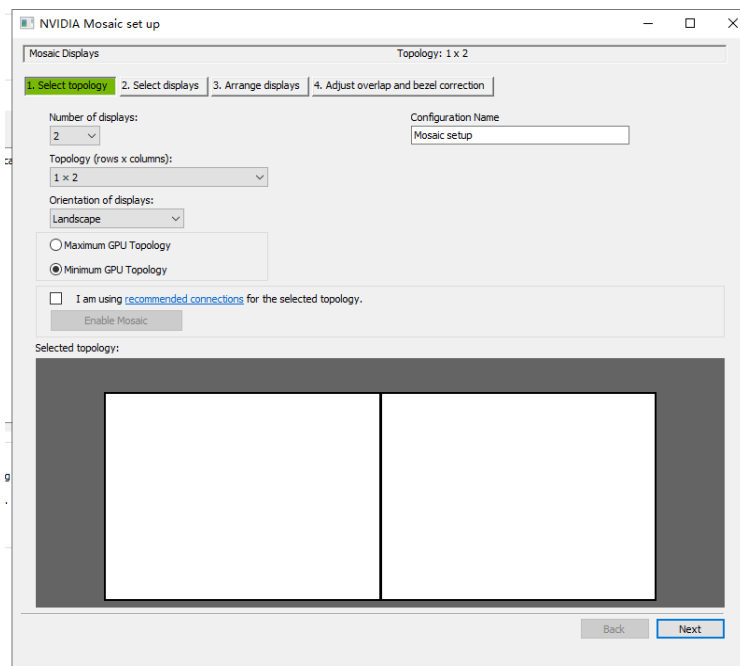 NVIDIA Mosaic set up
Mosaic Displays Topology: 1 x 2
1. Select topology 2. Select displays 3. Arrange displays 4. Adjust overlap and bezel correction
Number of displays: Configuration Name
2 Mosaic setup
Topology (rows x columns):
1 × 2
Orientation of displays:
Landscape
Maximum GPU Topology
Minimum GPU Topology
I am using recommended connections for the selected topology.
Enable Mosaic
Selected topology:
Back Next